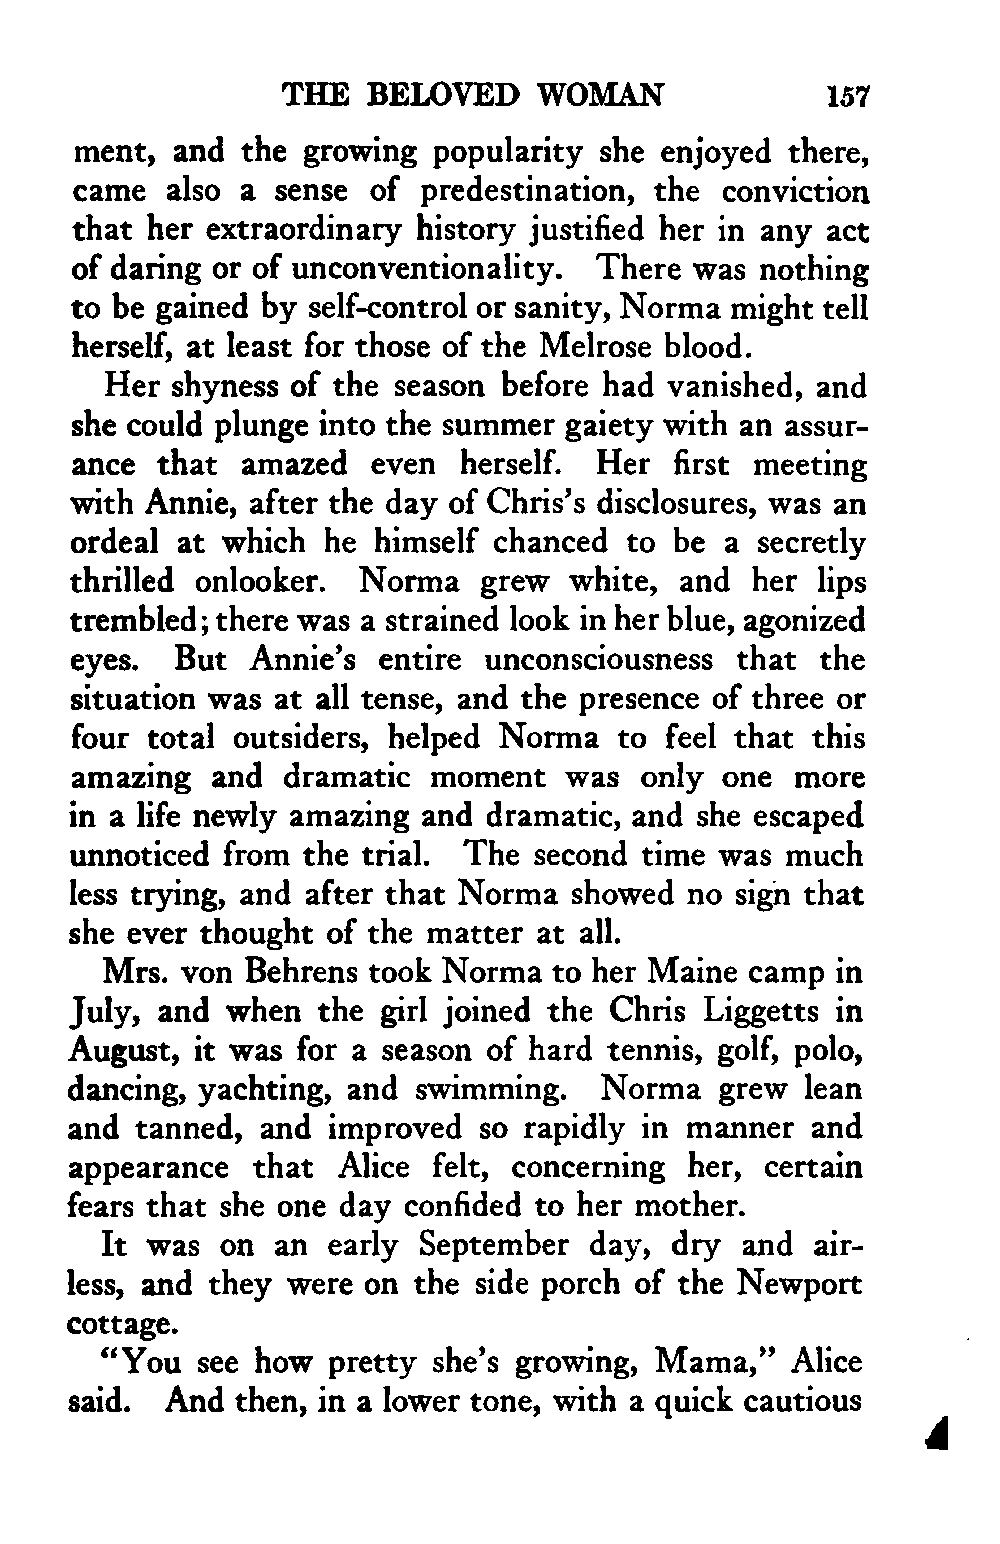 THE BELOVED WOMAN 157
ment, and the growing popularity she enjoyed there,
came also a sense of predestination, the conviction
that her extraordinary history justified her in any act
of daring or of unconventionality. There was nothing
to be gained by self-control or sanity, Norma might tell
herself, at least for those of the Melrose blood.
Her shyness of the season before had vanished, and
she could plunge into the summer gaiety with an assur-
ance that amazed even herself. Her first meeting
with Annie, after the day of Chris's disclosures, was an
ordeal at which he himself chanced to be a secretly
thrilled onlooker. Norma grew white, and her lips
trembled; there was a strained look in her blue, agonized
eyes. But Annie's entire unconsciousness that the
situation was at all tense, and the presence of three or
four total outsiders, helped Norma to feel that this
amazing and dramatic moment was only one more
in a life newly amazing and dramatic, and she escaped
unnoticed from the trial. The second time was much
less trying, and after that Norma showed no sign that
she ever thought of the matter at all.
Mrs. von Behrens took Norma to her Maine camp in
July, and when the girl joined the Chris Liggetts in
August, it was for a season of hard tennis, golf, polo,
dancing, yachting, and swimming. Norma grew lean
and tanned, and improved so rapidly in manner and
appearance that Alice felt, concerning her, certain
fears that she one day confided to her mother.
It was on an early September day, dry and air-
less, and they were on the side porch of the Newport
cottage.
"You see how pretty she's growing, Mama," Alice
said. And then, in a lower tone, with a quick cautious